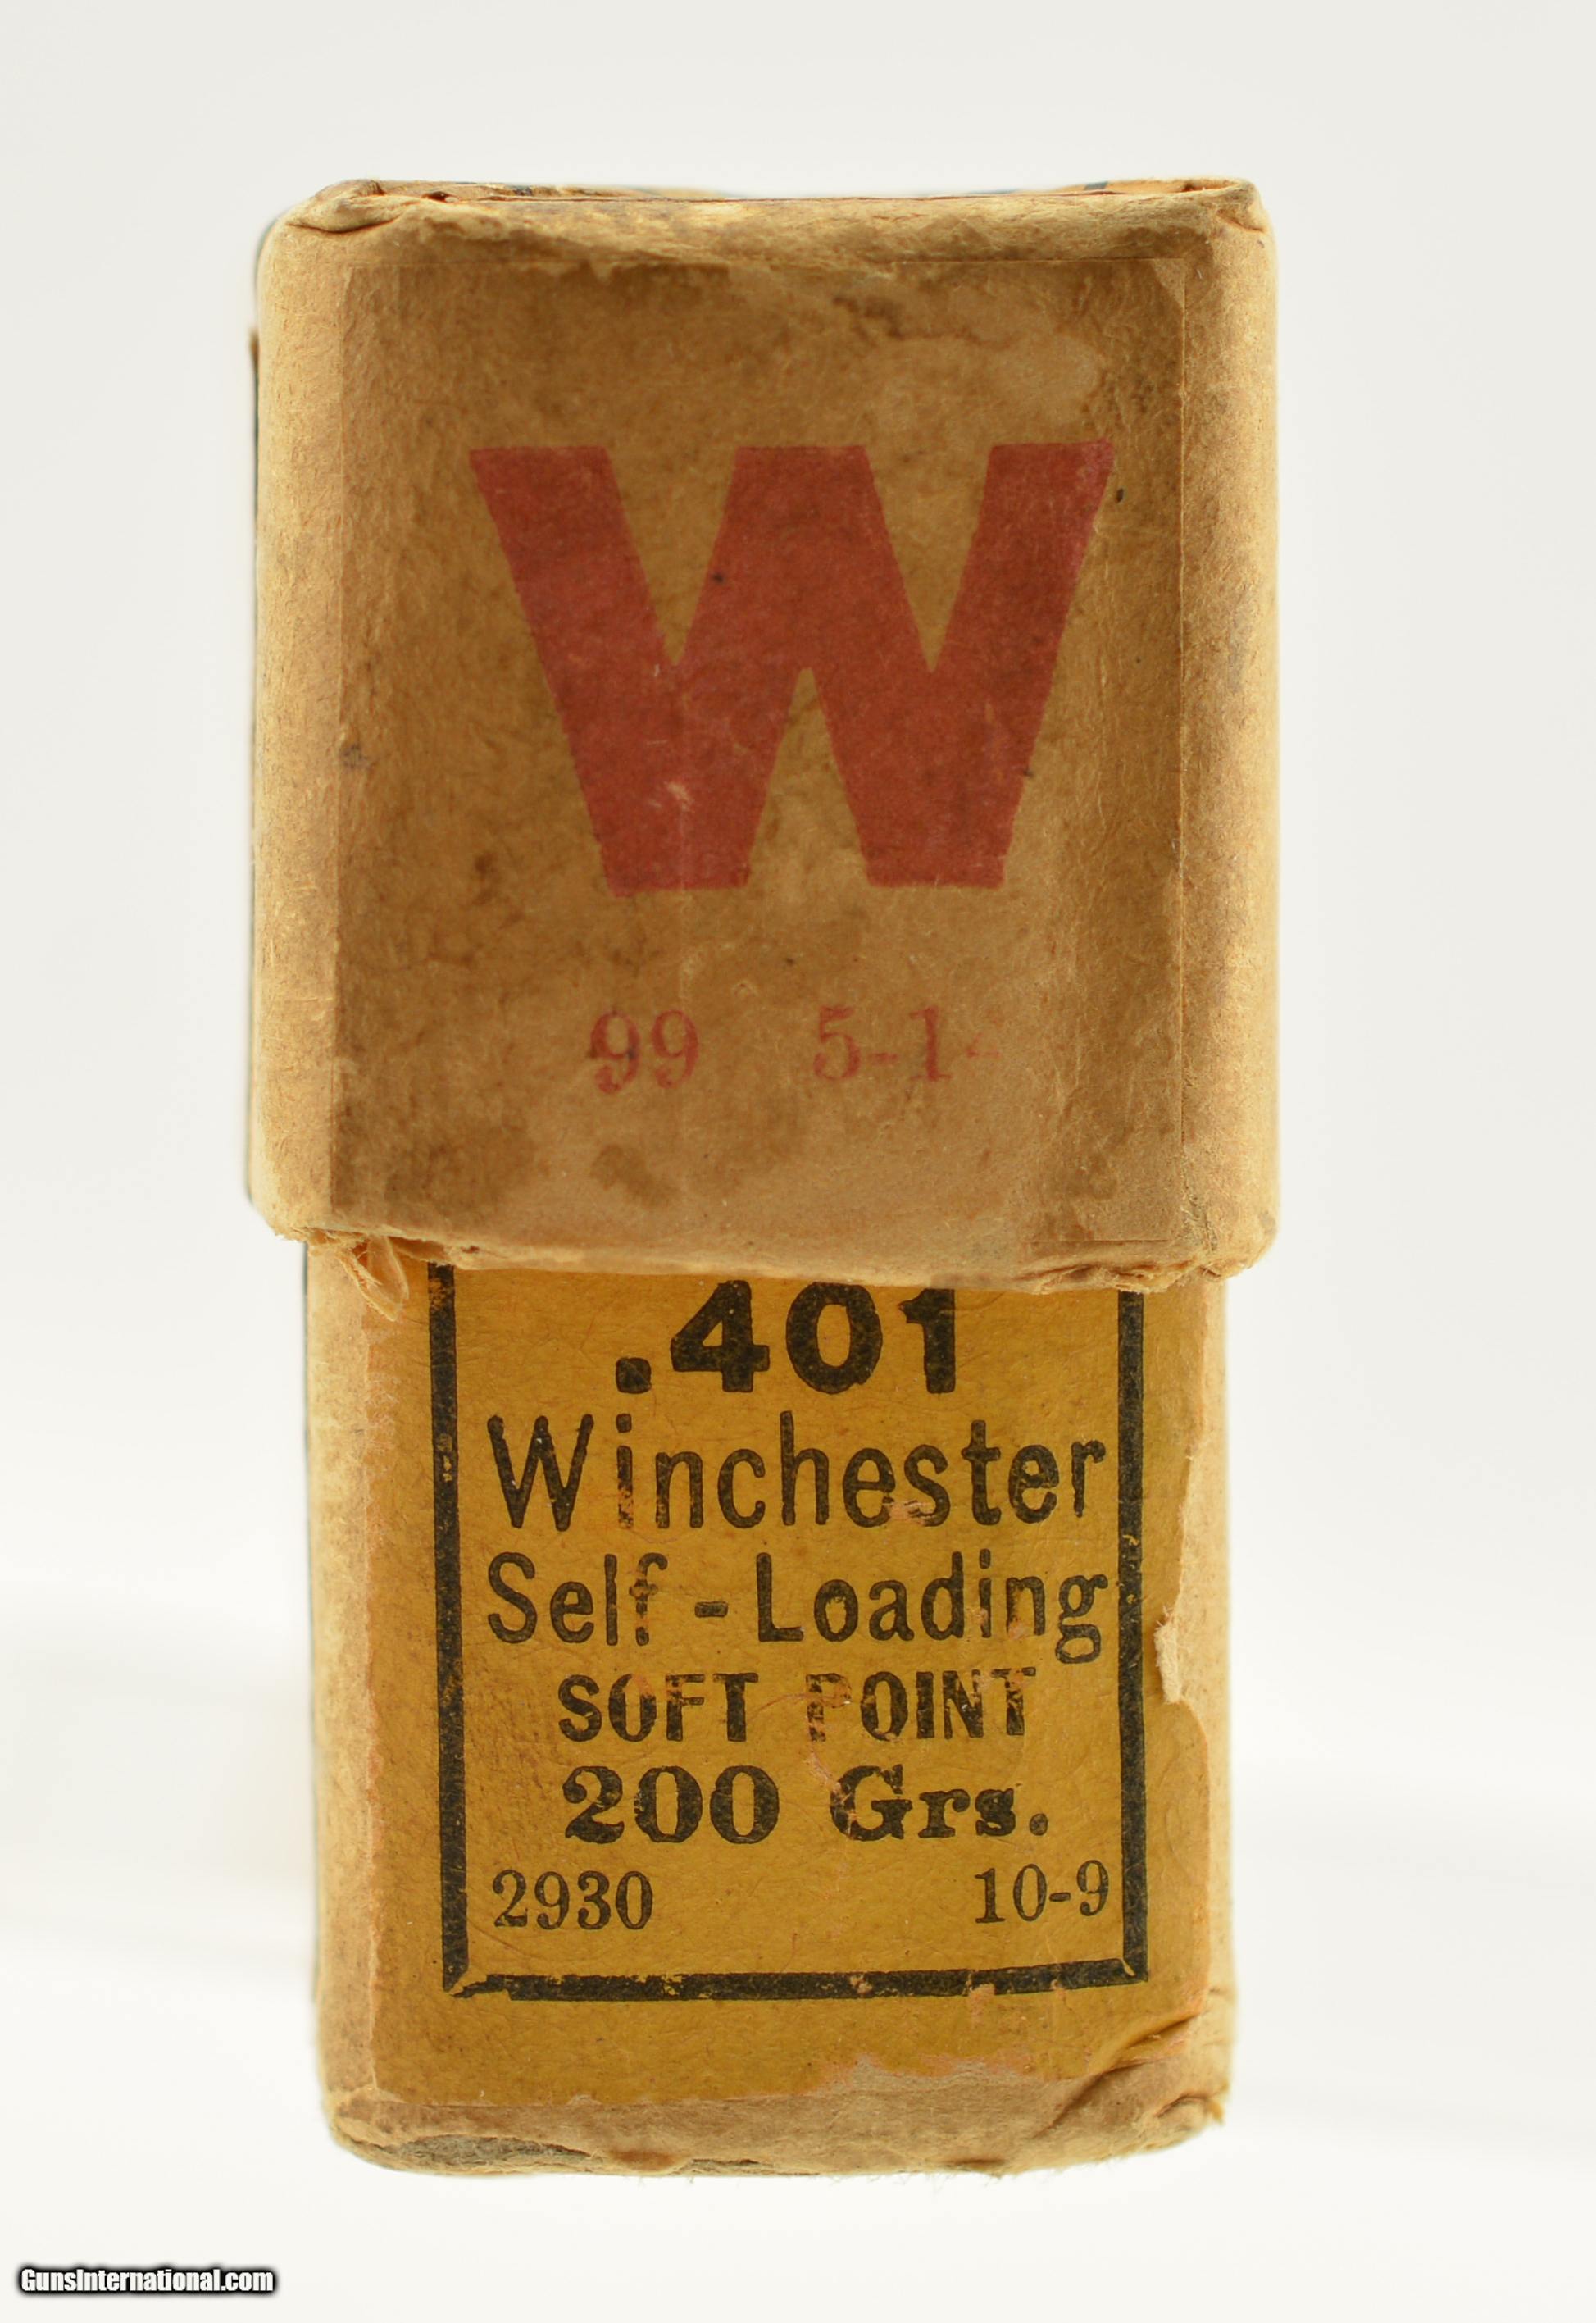 W
99 5-1-
.401
Winchester
Self-Loading
SOFT POINT
200 Grs.
2930 10-9
GunsInternational.com